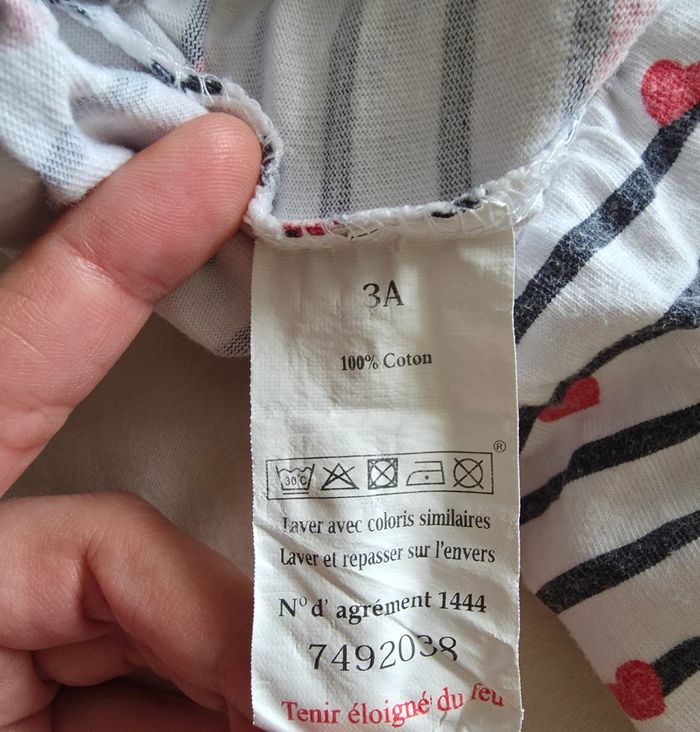 3A
100% Coton
®
30°C
Laver avec coloris similaires
Laver et repasser sur l'envers
N° d' agrément 1444
7492038
Tenir éloigné du feu